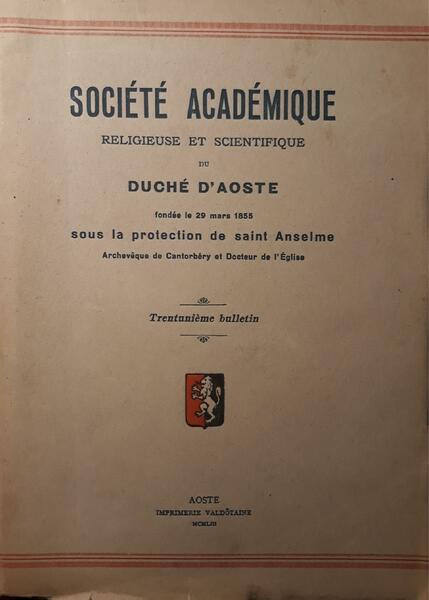 SOCIÉTÉ ACADÉMIQUE
RELIGIEUSE ET SCIENTIFIQUE
DU
DUCHÉ D'AOSTE
fondée le 29 mars 1855
sous la protection de saint Anselme
Archevêque de Cantorbéry et Docteur de l'Église
Trentunième bulletin
AOSTE
IMPRIMERIE VALDÔTAINE
MCMLIII